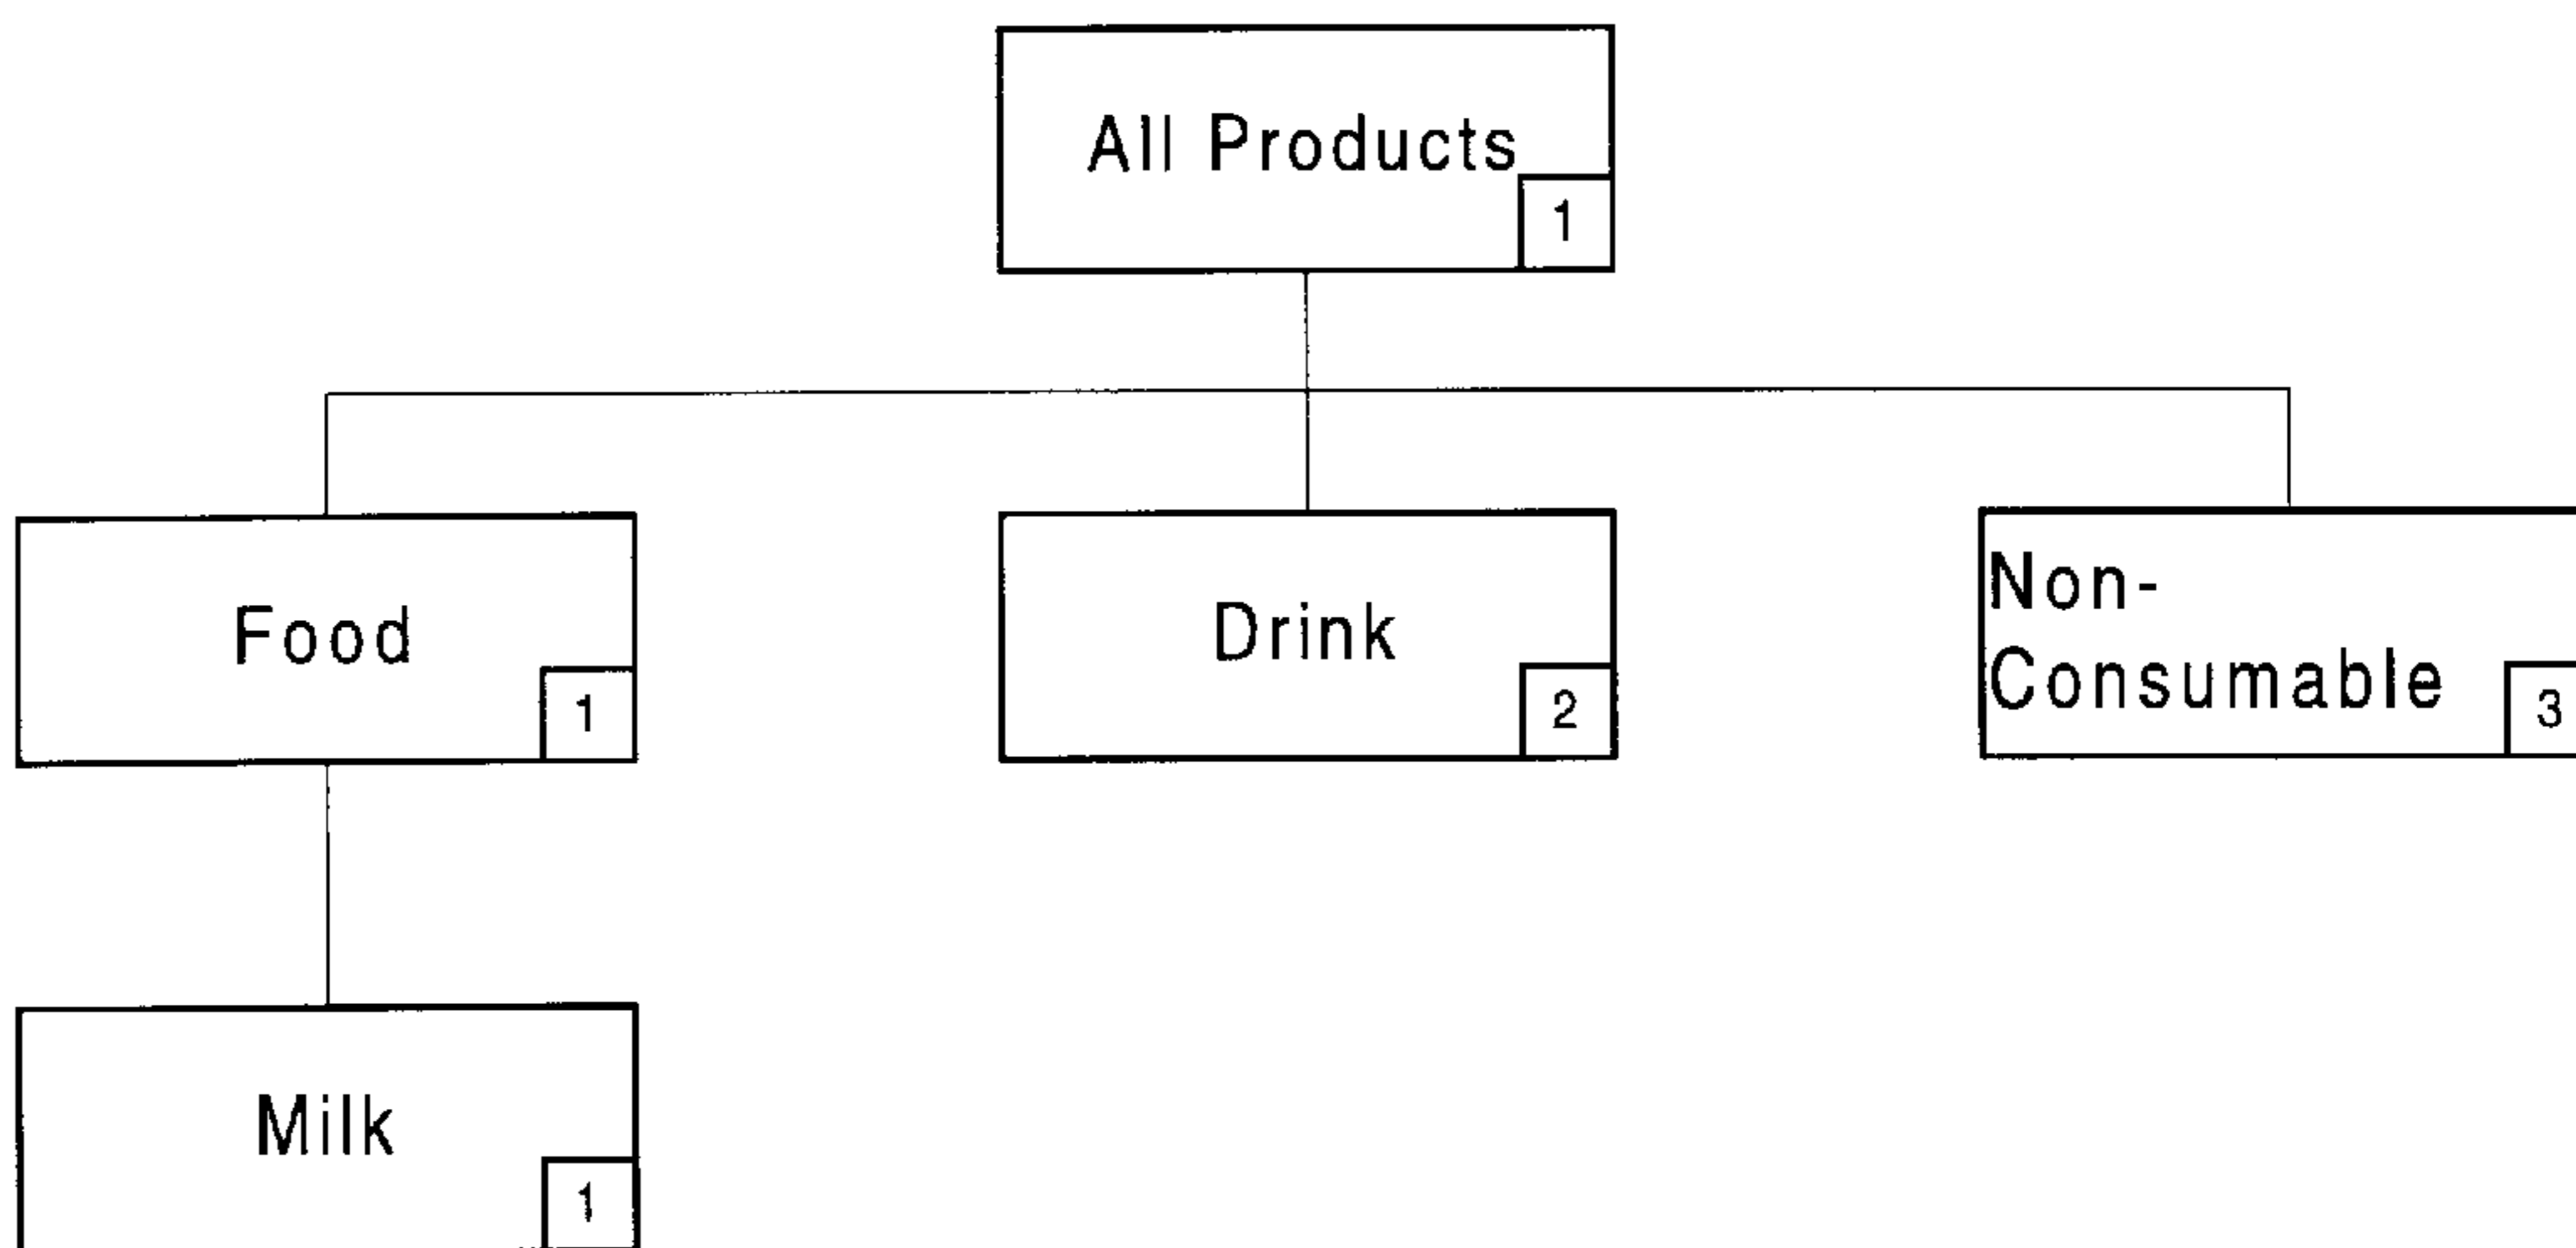 All Products
1
Food
1
Drink
2
Non-
Consumable
3
Milk
1